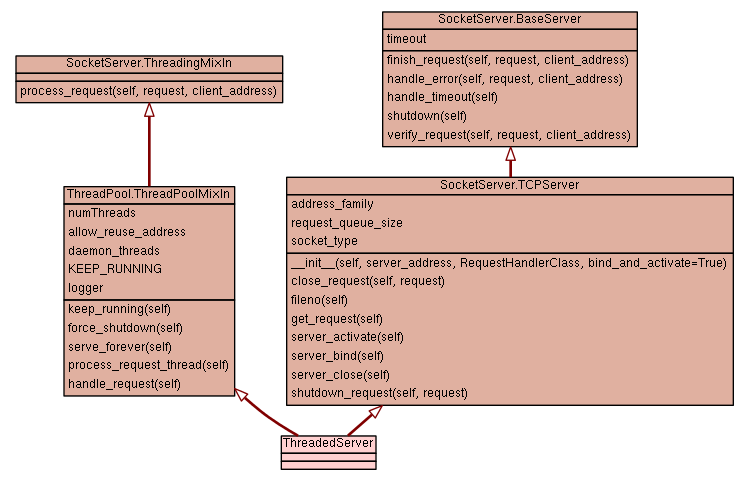 SocketServer.BaseServer
timeout
finish_request(self, request, client_address)
handle_error(self, request, client_address)
handle_timeout(self)
shutdown(self)
verify_request(self, request, client_address)
SocketServer.ThreadingMixIn
process_request(self, request, client_address)
ThreadPool.ThreadPoolMixIn
numThreads
allow_reuse_address
daemon_threads
KEEP_RUNNING
logger
keep_running(self)
force_shutdown(self)
serve_forever(self)
process_request_thread(self)
handle_request(self)
SocketServer.TCPServer
address_family
request_queue_size
socket_type
__init__(self, server_address, RequestHandlerClass, bind_and_activate=True)
close_request(self, request)
fileno(self)
get_request(self)
server_activate(self)
server_bind(self)
server_close(self)
shutdown_request(self, request)
ThreadedServer